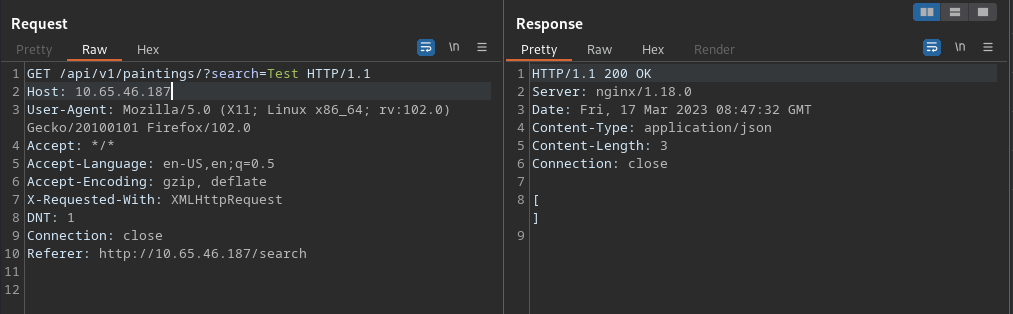 Request
Pretty Raw Hex
\n
1 GET /api/v1/paintings/?search=Test HTTP/1.1
2 Host: 10.65.46.187
3 User-Agent: Mozilla/5.0 (X11; Linux x86_64; rv:102.0)
Gecko/20100101 Firefox/102.0
4 Accept: */*
5 Accept-Language: en-US,en;q=0.5
6 Accept-Encoding: gzip, deflate
7 X-Requested-With: XMLHttpRequest
8 DNT: 1
9 Connection: close
10 Referer: http://10.65.46.187/search
11
12
Response
Pretty Raw Hex Render
\n
1 HTTP/1.1 200 OK
2 Server: nginx/1.18.0
3 Date: Fri, 17 Mar 2023 08:47:32 GMT
4 Content-Type: application/json
5 Content-Length: 3
6 Connection: close
7
8 [
]
9